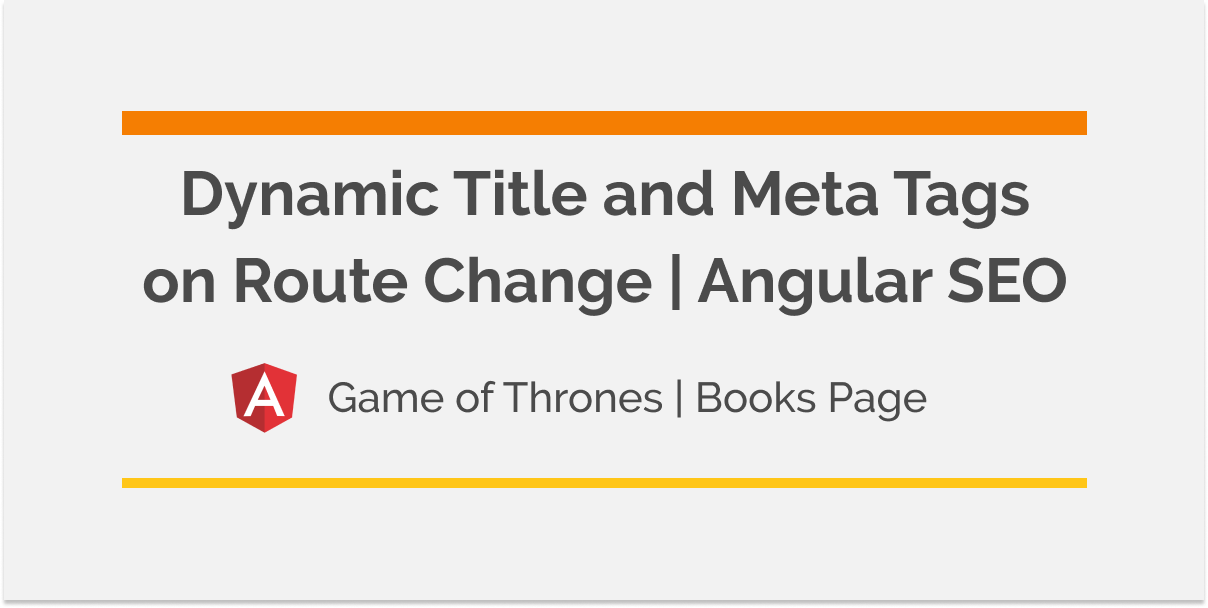 Dynamic Title and Meta Tags
on Route Change | Angular SEO
A Game of Thrones | Books Page